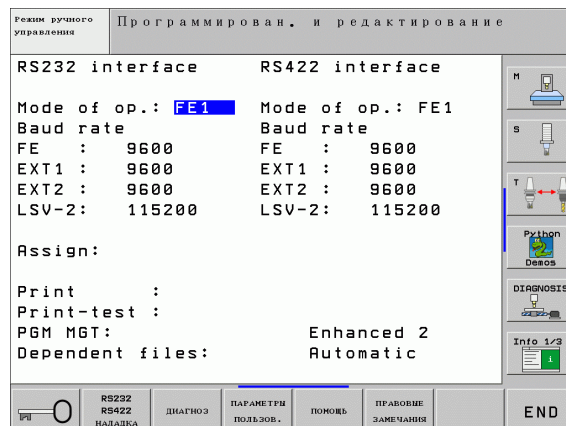 Режим ручного
управления
Программирован. и редактирование
RS232 interface RS422 interface
Mode of op.: FE1 Mode of op.: FE1
Baud rate Baud rate
FE : 9600 FE : 9600
EXT1 : 9600 EXT1 : 9600
EXT2 : 9600 EXT2 : 9600
LSV-2: 115200 LSV-2: 115200
Assign:
Print :
Print-test :
PGM MGT: Enhanced 2
Dependent files: Automatic
M
S
T
Python
Demos
DIAGNOSIS
Info 1/3
i
RS232
RS422
НАЛАДКА
ДИАГНОЗ
ПАРАМЕТРЫ
ПОЛЬЗОВ.
ПОМОЩЬ
ПРАВОВЫЕ
ЗАМЕЧАНИЯ
END